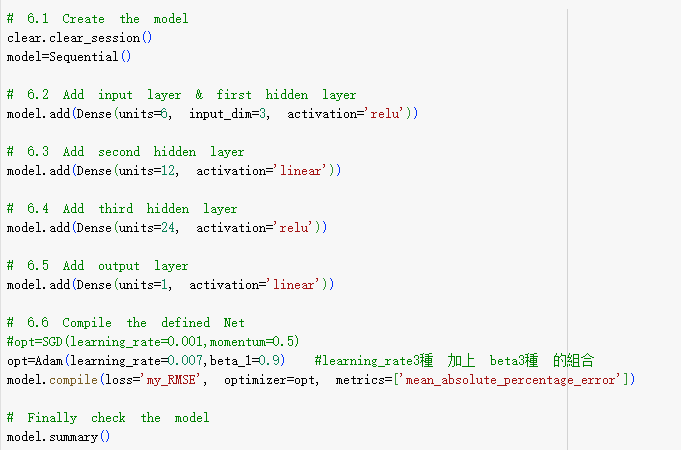 # 6.1 Create the model
clear.clear_session()
model=Sequential()
# 6.2 Add input layer & first hidden layer
model.add(Dense(units=6, input_dim=3, activation='relu'))
# 6.3 Add second hidden layer
model.add(Dense(units=12, activation='linear'))
# 6.4 Add third hidden layer
model.add(Dense(units=24, activation='relu'))
# 6.5 Add output layer
model.add(Dense(units=1, activation='linear'))
# 6.6 Compile the defined Net
#opt=SGD(learning_rate=0.001,momentum=0.5)
opt=Adam(learning_rate=0.007,beta_1=0.9) #learning_rate3種 加上 beta3種 的組合
model.compile(loss='my_RMSE', optimizer=opt, metrics=['mean_absolute_percentage_error'])
# Finally check the model
model.summary()